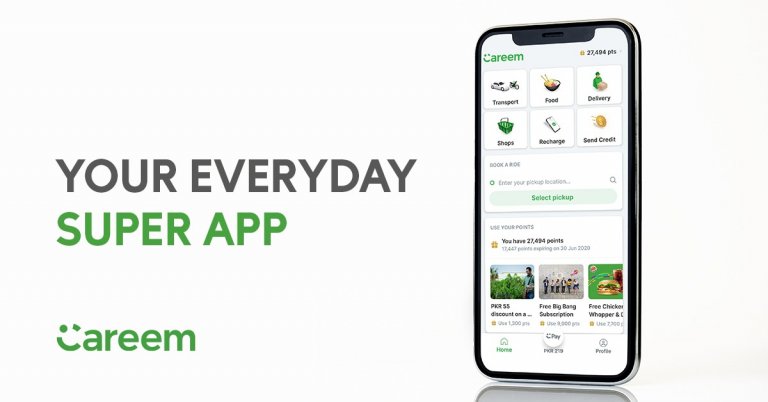 YOUR EVERYDAY
SUPER APP
Careem
Careem
27,494 pts
Transport
Food
Delivery
Shops
Recharge
Send Credit
BOOK A RIDE
Enter your pickup location...
Select pickup
USE YOUR POINTS
You have 27,494 points
17,447 points expiring on 30 Jun 2020
PKR 55
discount on a ...
Use 1,300 pts
Free Big Bang
Subscription
Use 9,000 pts
Free Chicken
Whopper & D
Use 2,700 p
Home
Pay
PKR 219
Profile